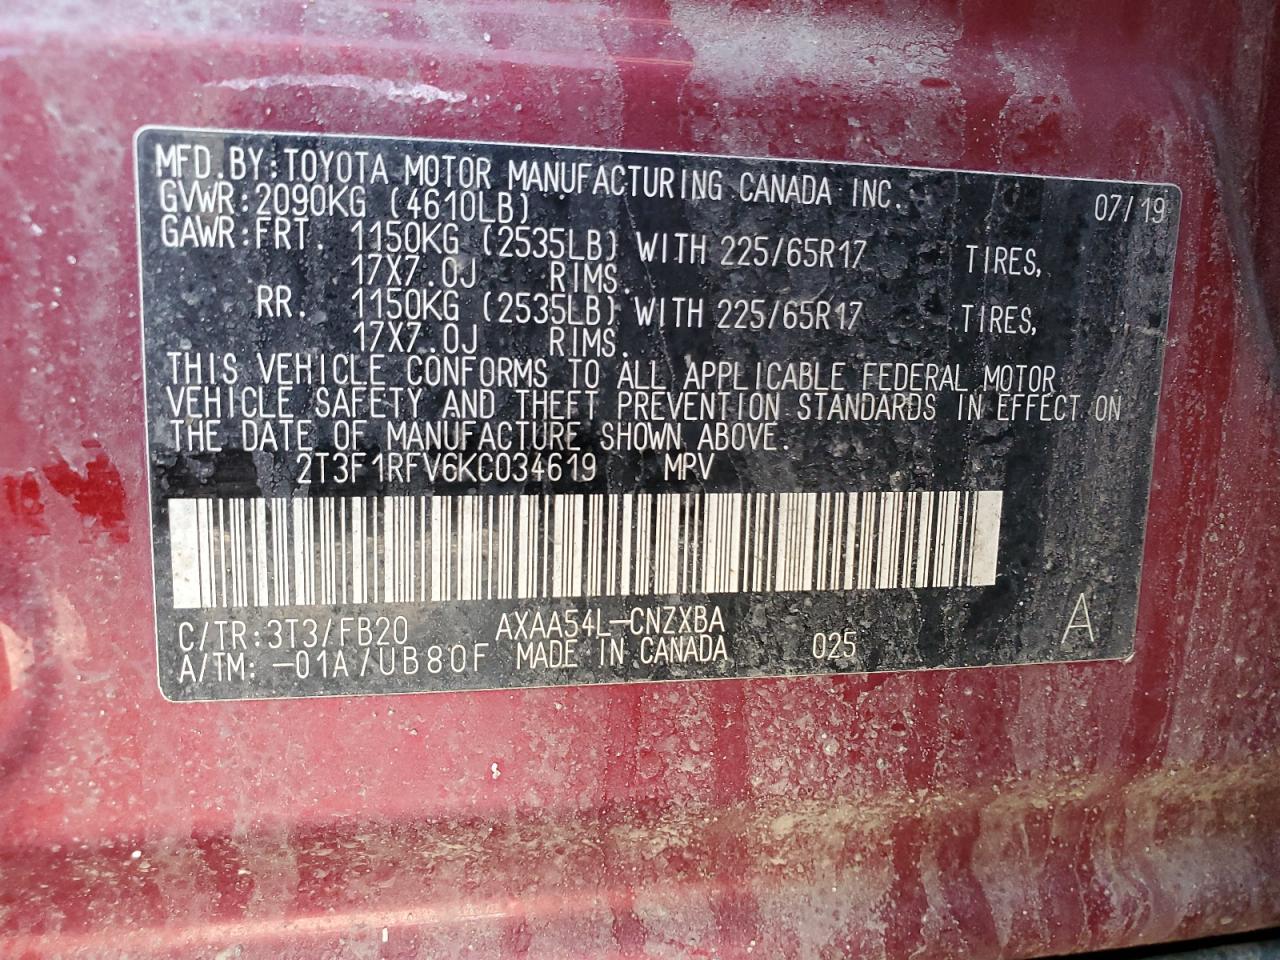 MFD.BY:TOYOTA MOTOR MANUFACTURING CANADA INC. 07/19
GVWR:2090KG (4610LB)
GAWR:FRT. 1150KG (2535LB) WITH 225/65R17 TIRES,
17X7.0J RIMS.
RR. 1150KG (2535LB) WITH 225/65R17 TIRES,
17X7.0J RIMS.
THIS VEHICLE CONFORMS TO ALL APPLICABLE FEDERAL MOTOR
VEHICLE SAFETY AND THEFT PREVENTION STANDARDS IN EFFECT ON
THE DATE OF MANUFACTURE SHOWN ABOVE.
2T3F1RFV6KC034619 MPV
C/TR:3T3/FB20 AXAA54L-CNZXBA A
A/TM: -01A/UB80F MADE IN CANADA 025